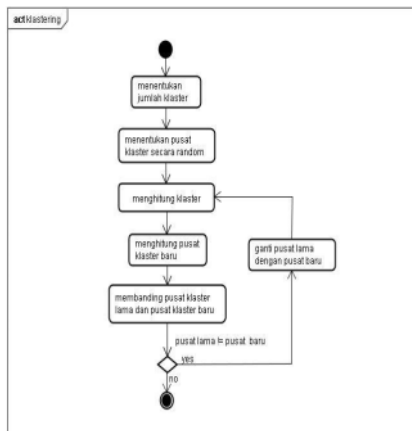 act klastering
menentukan
jumlah klaster
menentukan pusat
klaster secara random
menghitung klaster
menghitung pusat
klaster baru
ganti pusat lama
dengan pusat baru
membanding pusat klaster
lama dan pusat klaster baru
pusat lama != pusat baru
yes
no